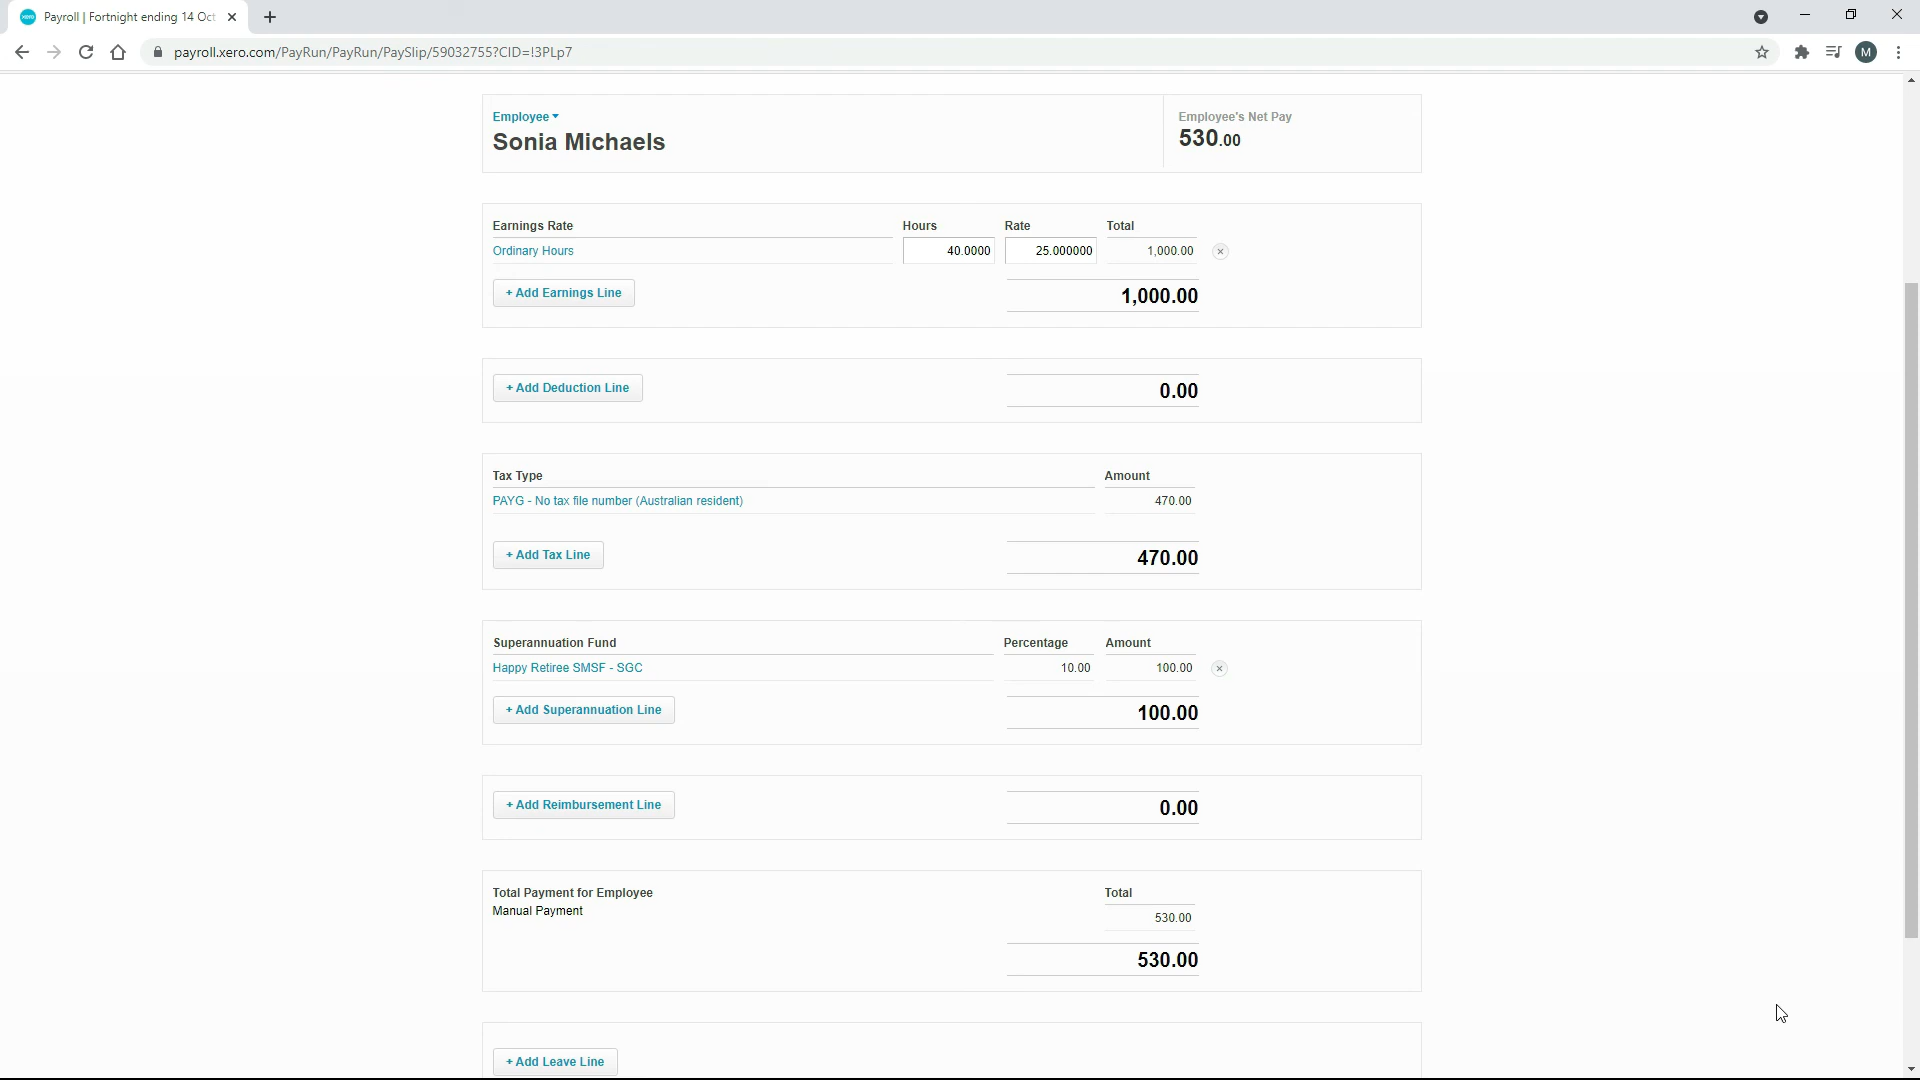 xero
Payroll | Fortnight ending 14 Oct
payroll.xero.com/PayRun/PayRun/PaySlip/59032755?CID=!3PLp7
M
Employee
Employee's Net Pay
Sonia Michaels
530.00
Earnings Rate Hours Rate Total
Ordinary Hours 40.0000 25.000000 1,000.00
+ Add Earnings Line 1,000.00
+ Add Deduction Line 0.00
Tax Type Amount
PAYG - No tax file number (Australian resident) 470.00
+ Add Tax Line 470.00
Superannuation Fund Percentage Amount
Happy Retiree SMSF - SGC 10.00 100.00
+ Add Superannuation Line 100.00
+ Add Reimbursement Line 0.00
Total Payment for Employee Total
Manual Payment 530.00
530.00
+ Add Leave Line